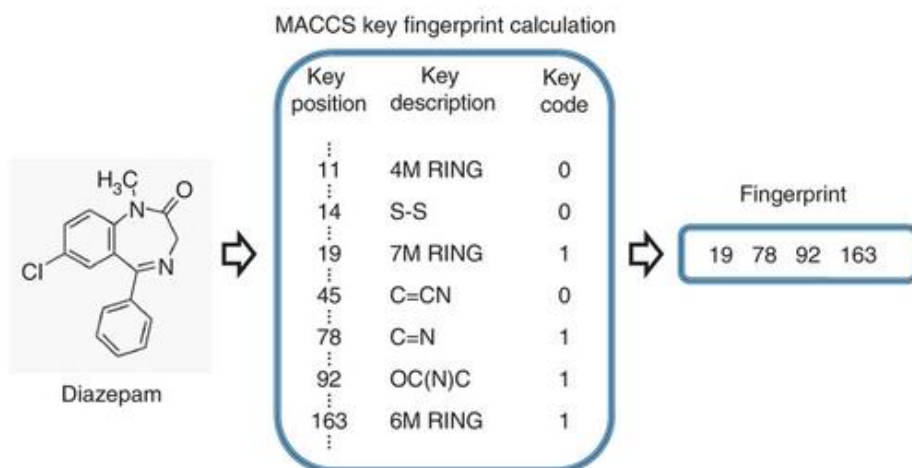 MACCS key fingerprint calculation
Key position Key description Key code
11 4M RING 0
14 S-S 0
19 7M RING 1
45 C=CN 0
78 C=N 1
92 OC(N)C 1
163 6M RING 1
H3C
N
O
N
Cl
Diazepam
Fingerprint
19 78 92 163